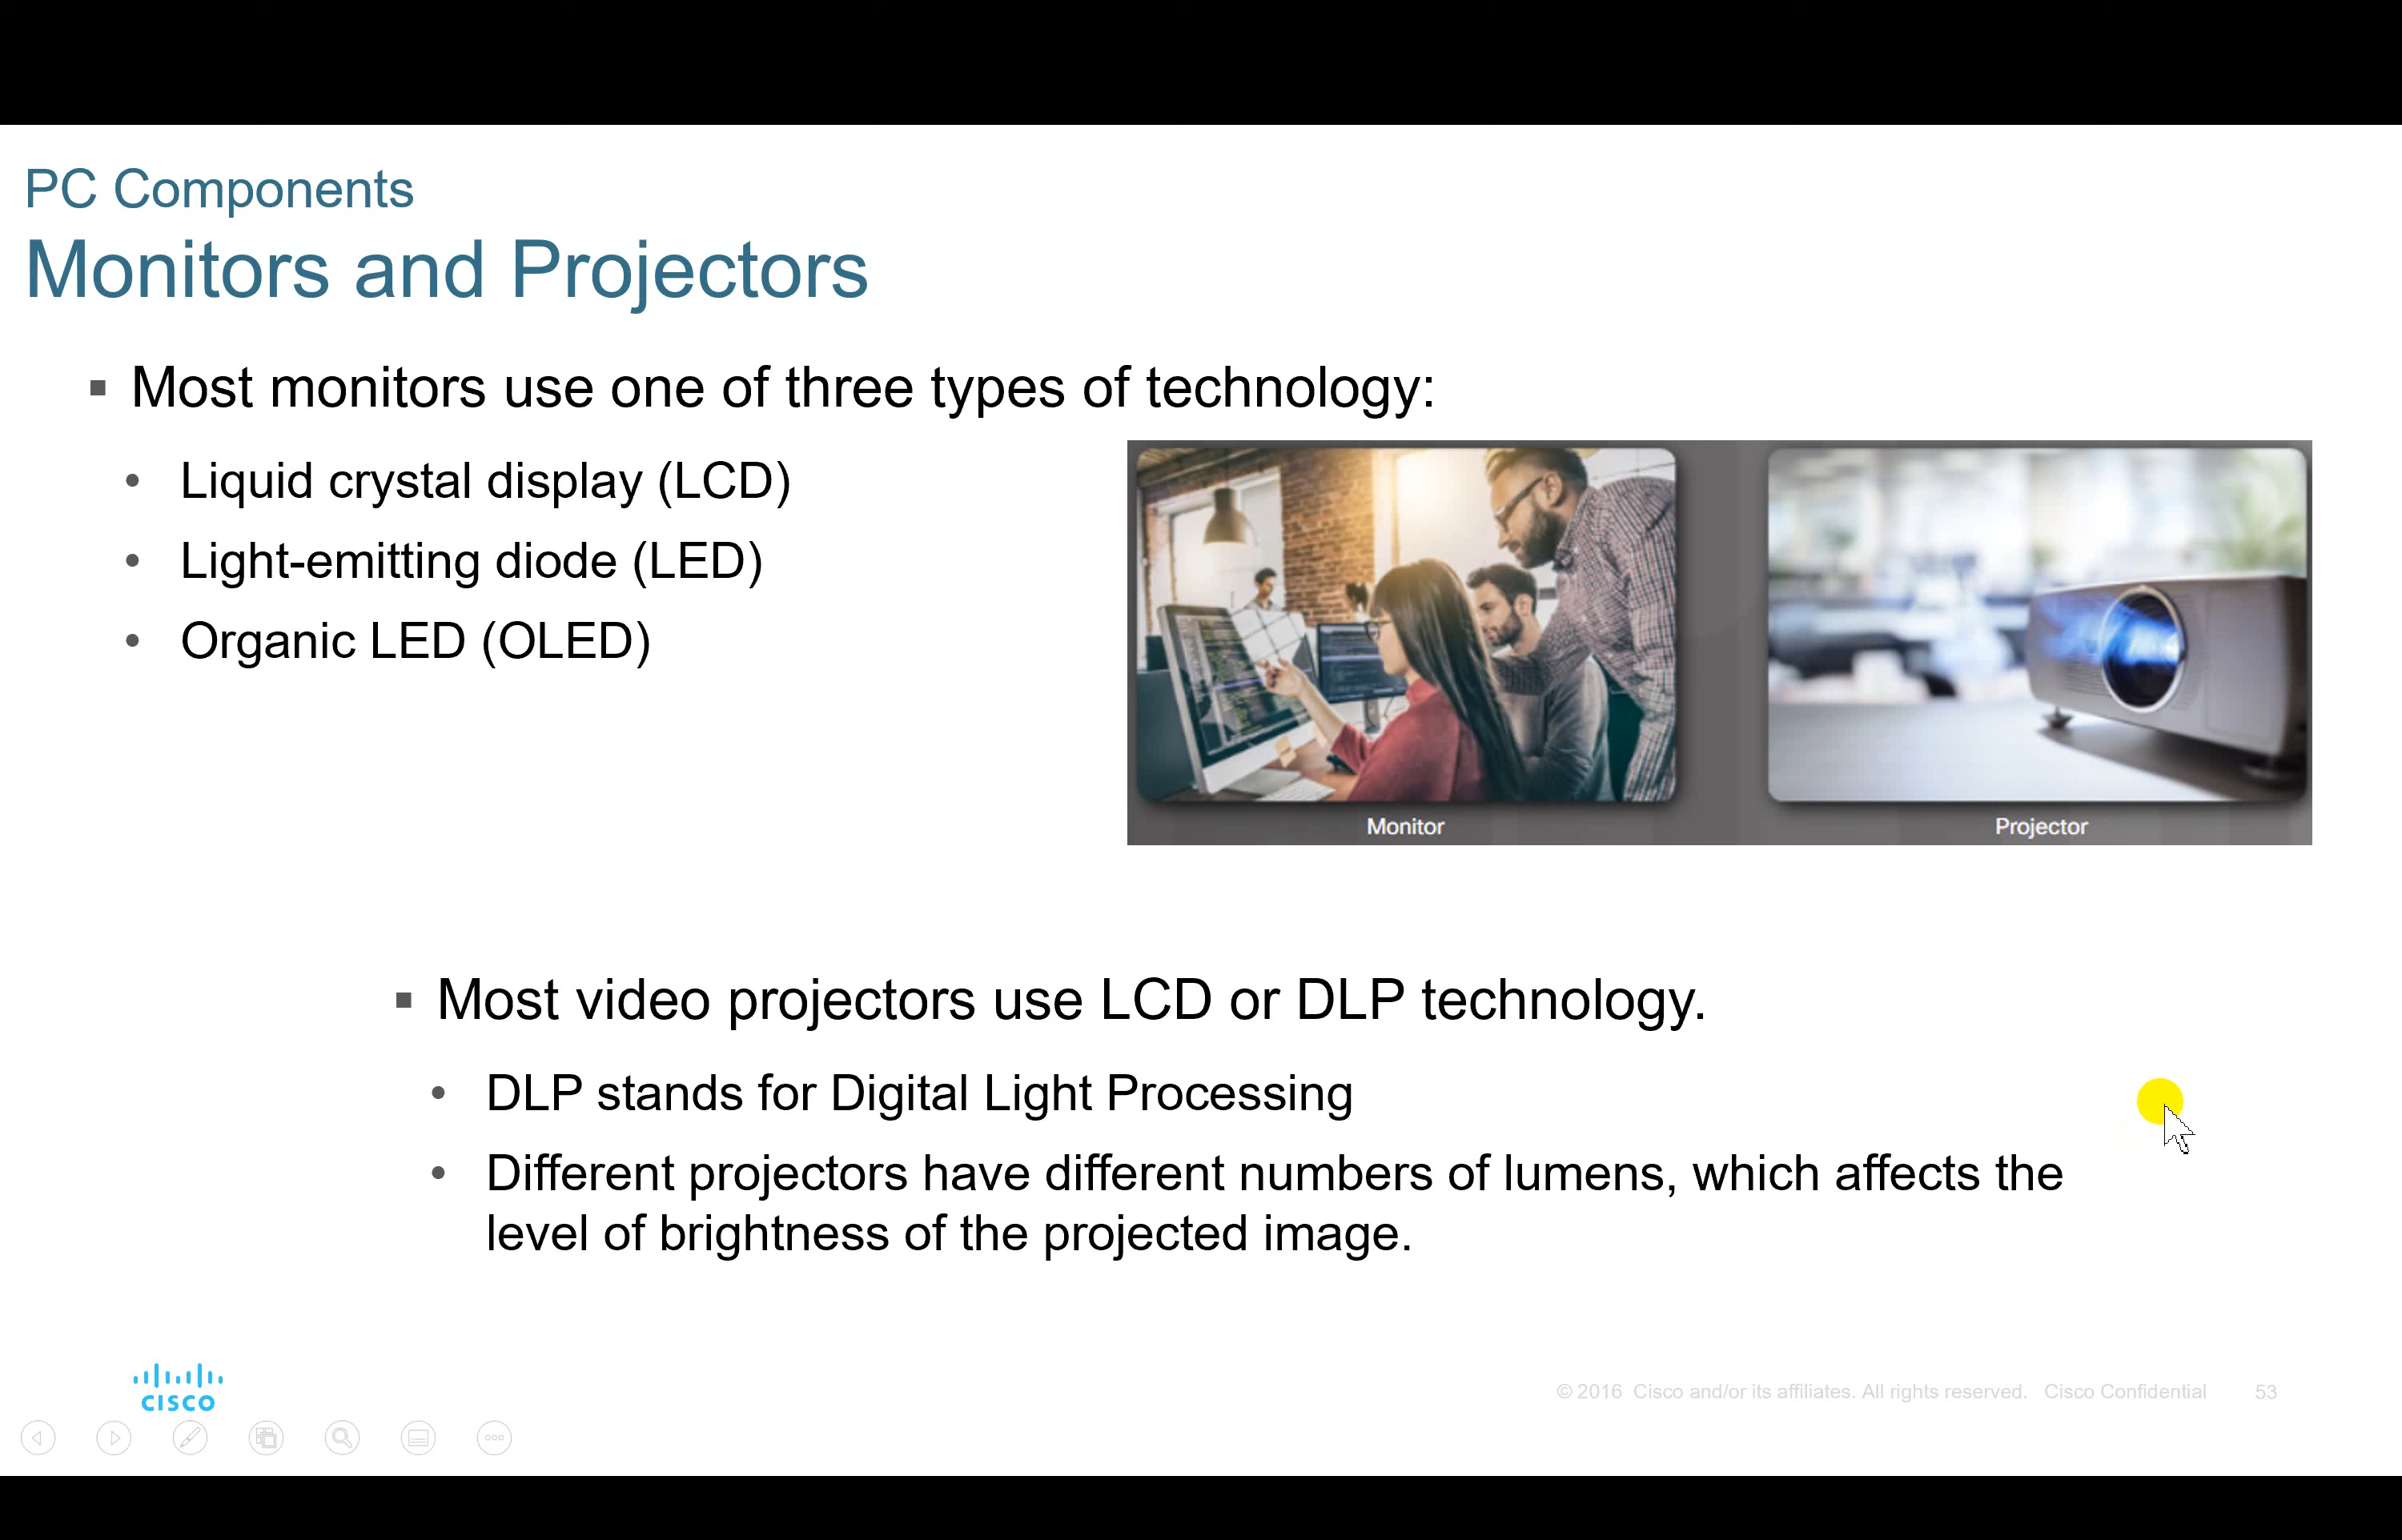 PC Components
Monitors and Projectors
▪ Most monitors use one of three types of technology:
• Liquid crystal display (LCD)
• Light-emitting diode (LED)
• Organic LED (OLED)
Monitor
Projector
▪ Most video projectors use LCD or DLP technology.
• DLP stands for Digital Light Processing
• Different projectors have different numbers of lumens, which affects the
level of brightness of the projected image.
CISCO
© 2016 Cisco and/or its affiliates. All rights reserved. Cisco Confidential 53